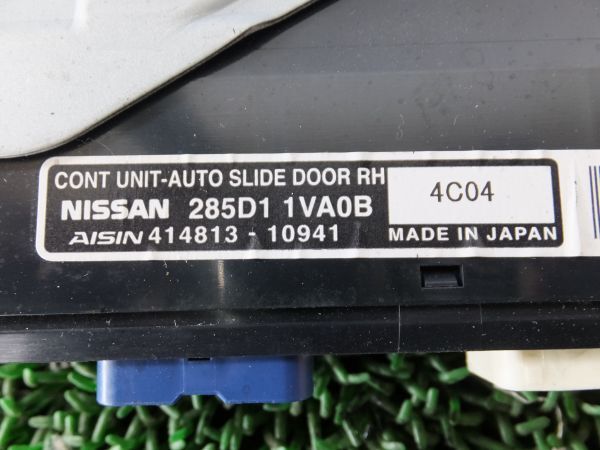 CONT UNIT-AUTO SLIDE DOOR RH
4C04
NISSAN 285D1 1VA0B
AISIN 414813 - 10941
MADE IN JAPAN